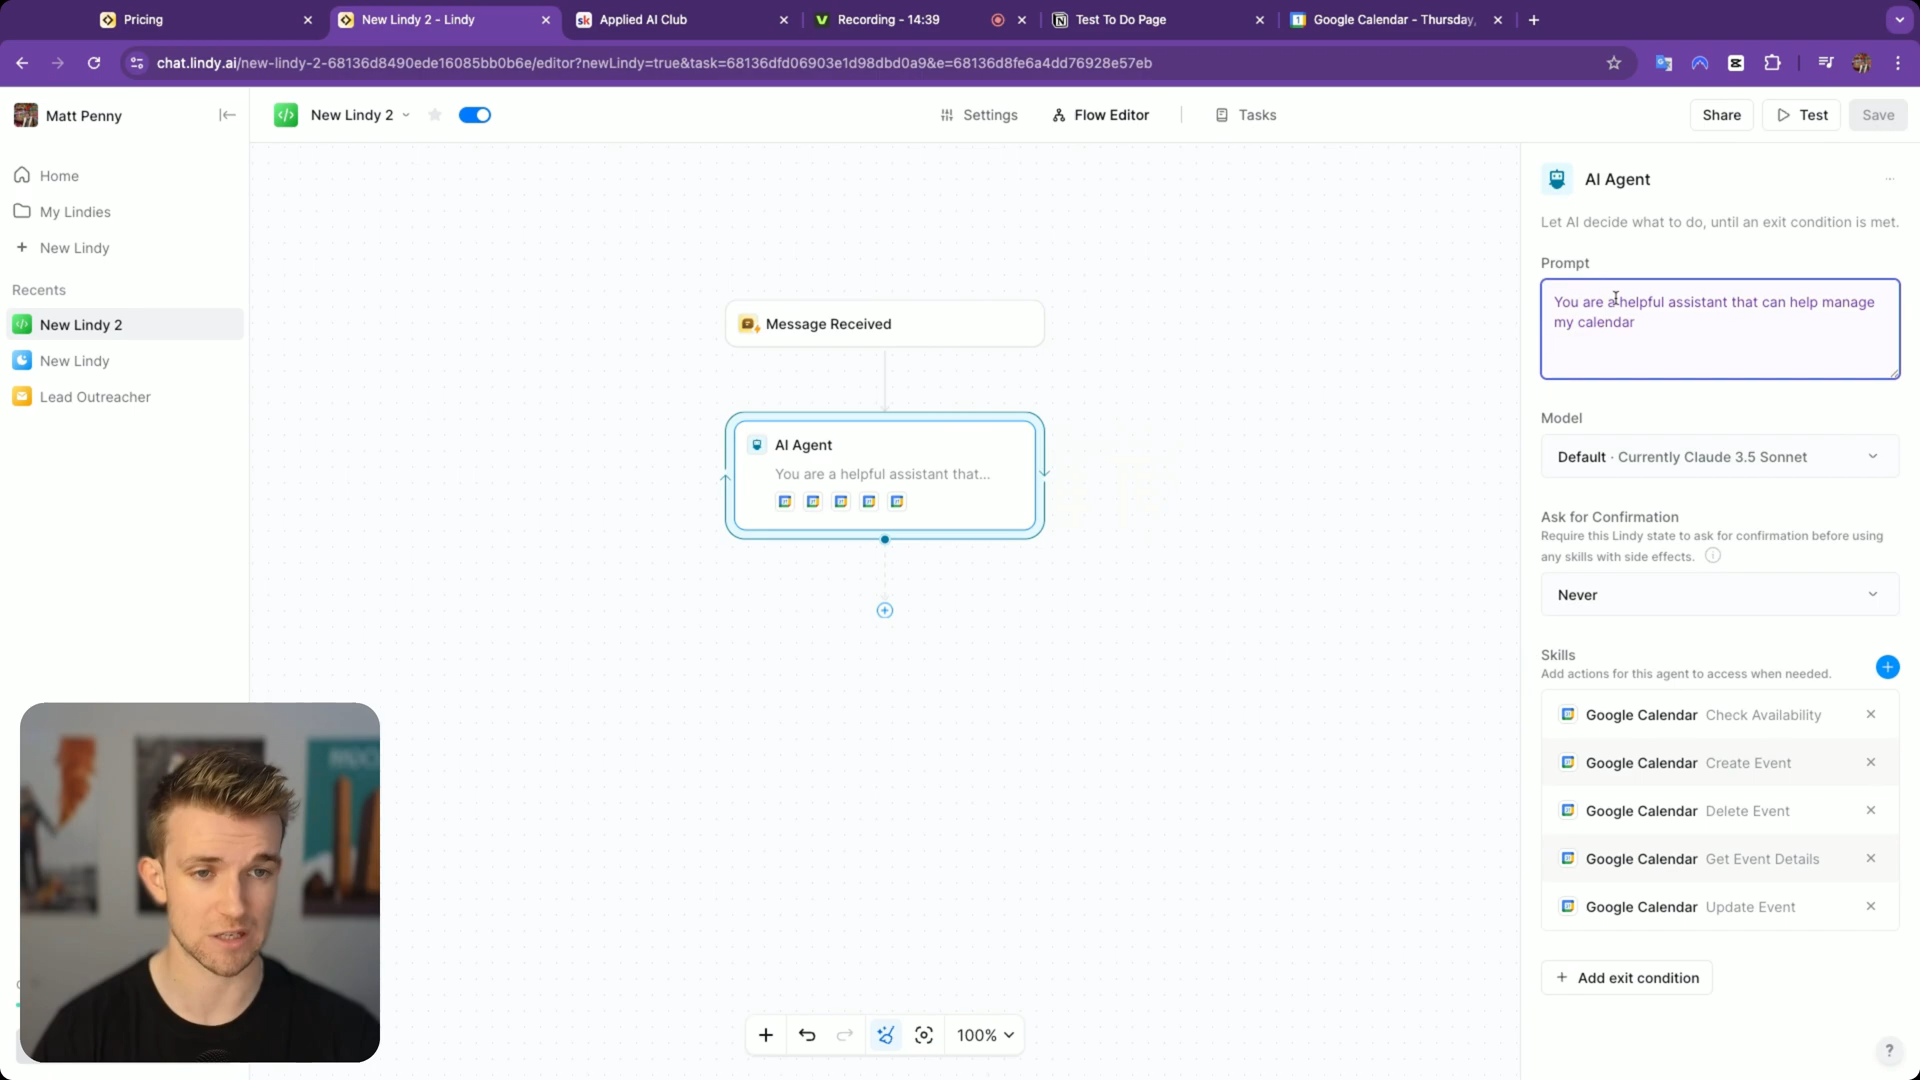 Pricing
New Lindy 2 - Lindy
sk Applied AI Club
Recording - 14:39
Test To Do Page
Google Calendar - Thursday,
chat.lindy.ai/new-lindy-2-68136d8490ede16085bb0b6e/editor?newLindy=true&task=68136dfd06903e1d98dbd0a9&e=68136d8fe6a4dd76928e57eb
Matt Penny
New Lindy 2
Settings
Flow Editor
Tasks
Share
Test
Save
Home
My Lindies
New Lindy
Recents
New Lindy 2
New Lindy
Lead Outreacher
Message Received
AI Agent
You are a helpful assistant that...
100%
AI Agent
Let AI decide what to do, until an exit condition is met.
Prompt
You are a helpful assistant that can help manage
my calendar
Model
Default · Currently Claude 3.5 Sonnet
Ask for Confirmation
Require this Lindy state to ask for confirmation before using
any skills with side effects.
Never
Skills
Add actions for this agent to access when needed.
Google Calendar Check Availability
Google Calendar Create Event
Google Calendar Delete Event
Google Calendar Get Event Details
Google Calendar Update Event
Add exit condition
?